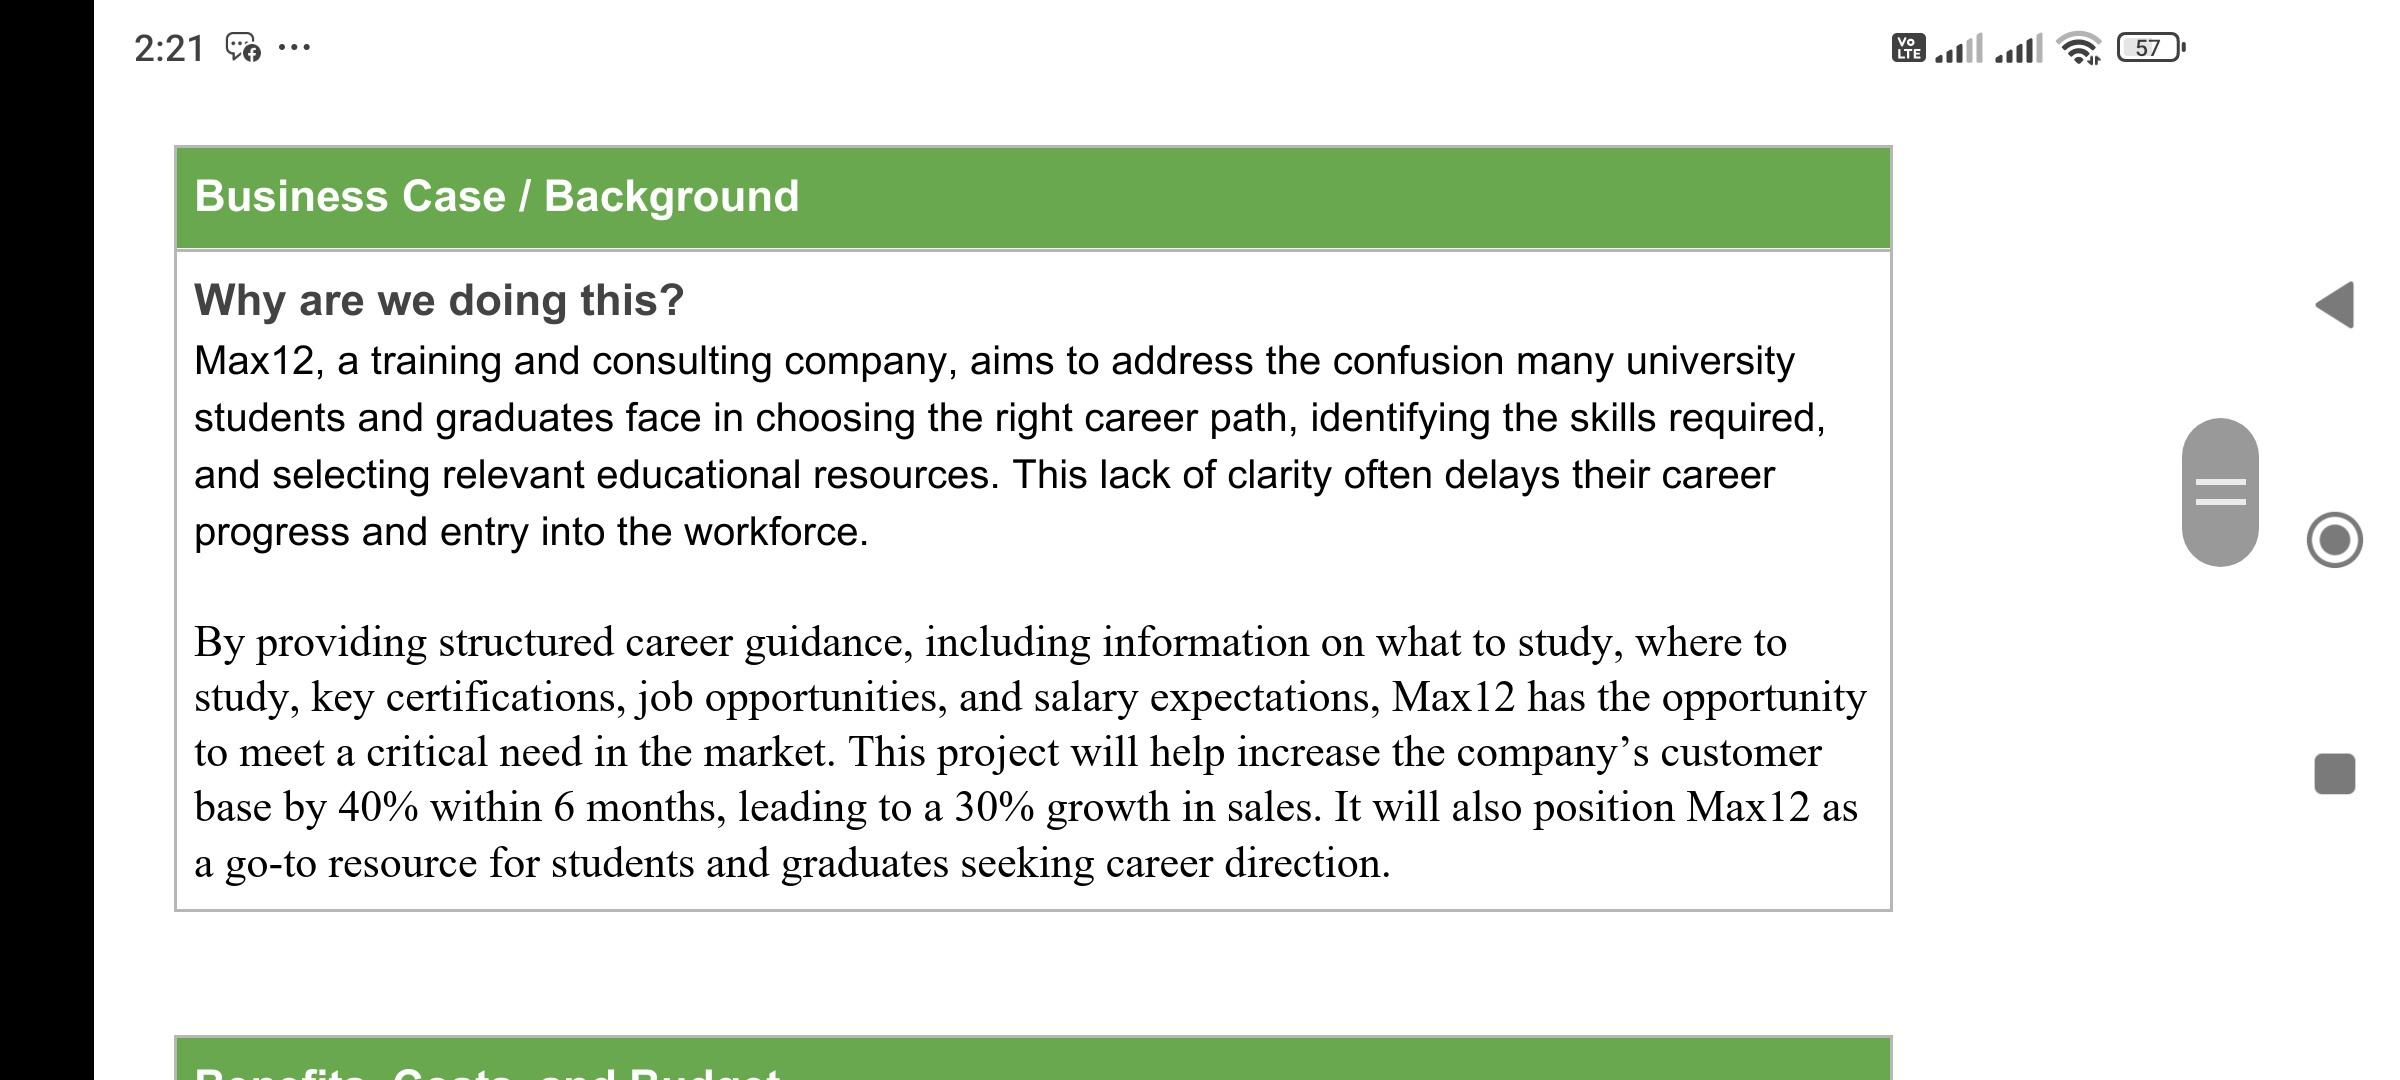 2:21
Vo LTE
57
Business Case / Background
Why are we doing this?
Max12, a training and consulting company, aims to address the confusion many university
students and graduates face in choosing the right career path, identifying the skills required,
and selecting relevant educational resources. This lack of clarity often delays their career
progress and entry into the workforce.
By providing structured career guidance, including information on what to study, where to
study, key certifications, job opportunities, and salary expectations, Max12 has the opportunity
to meet a critical need in the market. This project will help increase the company’s customer
base by 40% within 6 months, leading to a 30% growth in sales. It will also position Max12 as
a go-to resource for students and graduates seeking career direction.
Benefits, Costs, and Budget